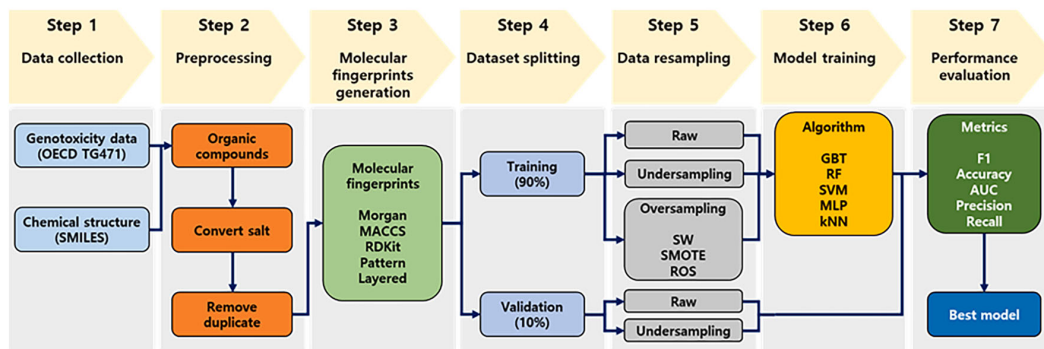 Step 1
Data collection
Step 2
Preprocessing
Step 3
Molecular
fingerprints
generation
Step 4
Dataset splitting
Step 5
Data resampling
Step 6
Model training
Step 7
Performance
evaluation
Genotoxicity data
(OECD TG471)
Chemical structure
(SMILES)
Organic
compounds
Convert salt
Remove
duplicate
Molecular
fingerprints
Morgan
MACCS
RDKit
Pattern
Layered
Training
(90%)
Validation
(10%)
Raw
Undersampling
Oversampling
SW
SMOTE
ROS
Raw
Undersampling
Algorithm
GBT
RF
SVM
MLP
kNN
Metrics
F1
Accuracy
AUC
Precision
Recall
Best model